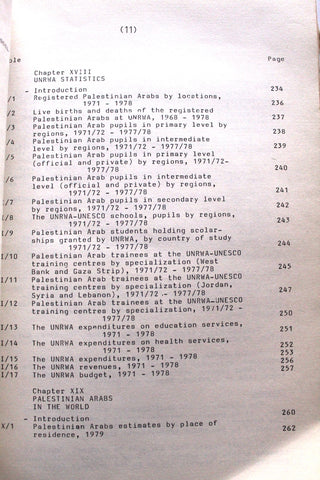 (11)
ble
Page
Chapter XVIII
UNRWA STATISTICS
- Introduction 234
/1 Registered Palestinian Arabs by locations,
1971 - 1978 236
/2 Live births and deaths of the registered
Palestinian Arabs at UNRWA, 1968 - 1978 237
/3 Palestinian Arab pupils in primary level by
regions, 1971/72 - 1977/78 238
/4 Palestinian Arab pupils in intermediate
level by regions, 1971/72 - 1977/78 239
/5 Palestinian Arab pupils in primary level
(official and private) by regions, 1971/72-
1977/78 240
/6 Palestinian Arab pupils in intermediate
level (official and private) by regions,
1971/72 - 1977/78 241
/7 Palestinian Arab pupils in secondary level
by regions, 1971/72 - 1977/78 242
I/8 The UNRWA-UNESCO schools, pupils by regions,
1971/72 - 1977/78 243
I/9 Palestinian Arab students holding scolar-
ships granted by UNRWA, by country of study
1971/72 - 1977/78 244
I/10 Palestinian Arab trainees at the UNRWA-UNESCO
training centres by specialization (West
Bank and Gaza Strip), 1971/72 - 1977/78 245
I/11 Palestinian Arab trainees at the UNRWA-UNESCO
training centres by specialization (Jordan,
Syria and Lebanon), 1971/72 - 1977/78 247
I/12 Palestinian Arab trainees at the UNRWA-UNESCO
training centres by specialization, 1971/72 -
1977/78 250
I/13 The UNRWA expenditures on education services,
1971 - 1978 251
I/14 The UNRWA expenditures on health services,
1971 - 1978 252
I/15 The UNRWA expenditures, 1971 - 1978 253
I/16 The UNRWA revenues, 1971 - 1978 256
I/17 The UNRWA budget, 1971 - 1978 257
Chapter XIX
PALESTINIAN ARABS
IN THE WORLD
- Introduction 260
X/1 Palestinian Arabs estimates by place of
residence, 1979 262